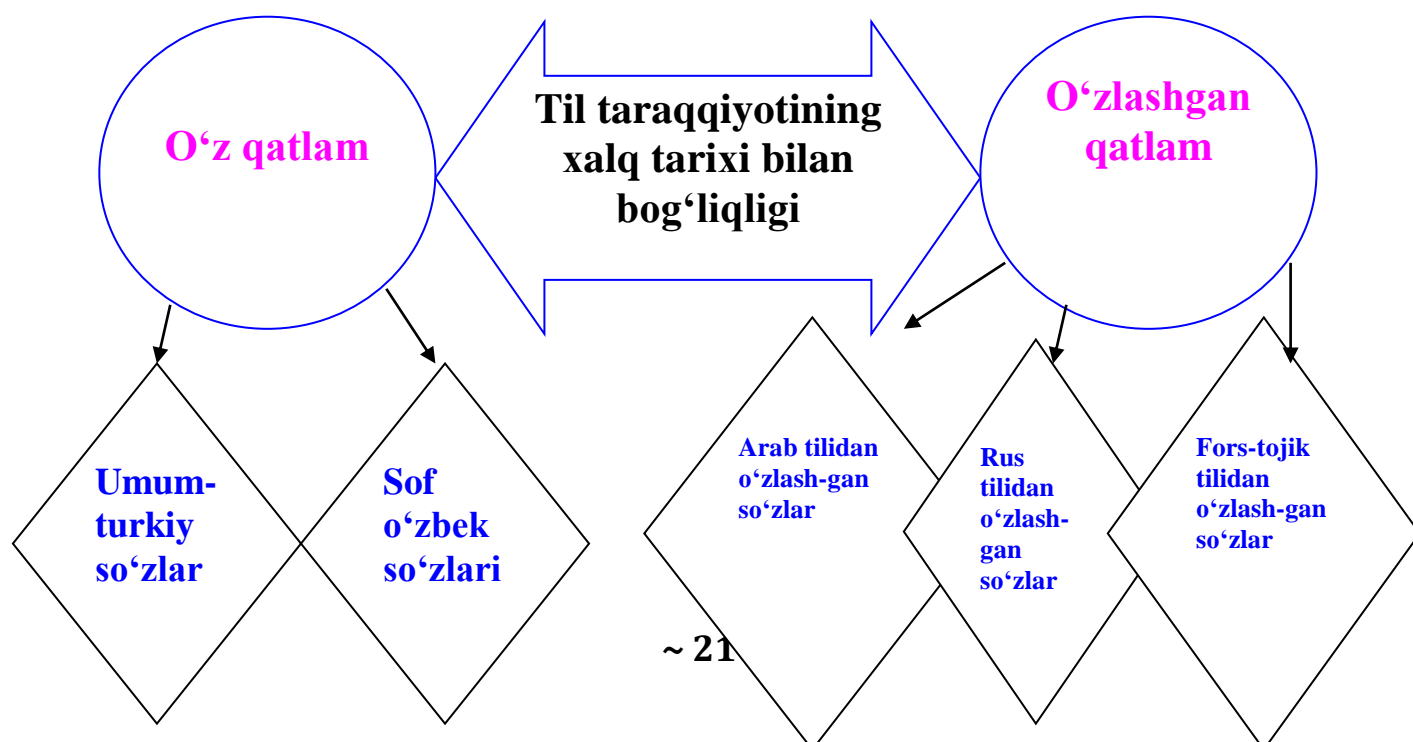 O‘z qatlam
Til taraqqiyotining
xalq tarixi bilan
bog‘liqligi
O‘zlashgan
qatlam
Umum-
turkiy
so‘zlar
Sof
o‘zbek
so‘zlari
Arab tilidan
o‘zlash-gan
so‘zlar
Rus
tilidan
o‘zlash-
gan
so‘zlar
Fors-tojik
tilidan
o‘zlash-gan
so‘zlar
~ 21